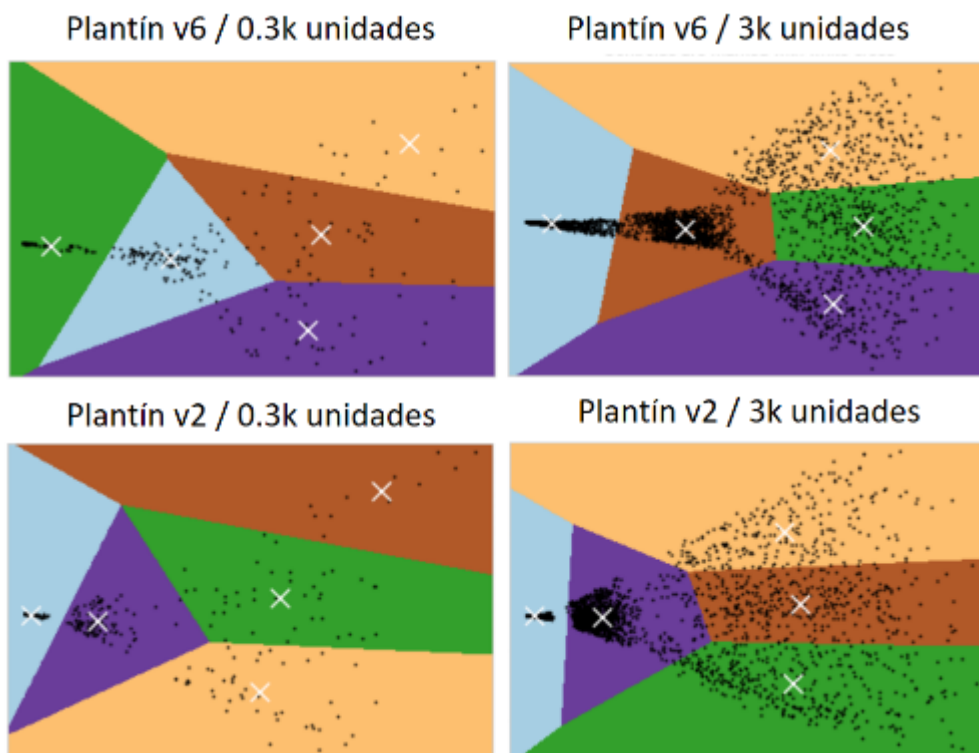 Plantín v6 / 0.3k unidades
Plantín v6 / 3k unidades
Plantín v2 / 0.3k unidades
Plantín v2 / 3k unidades